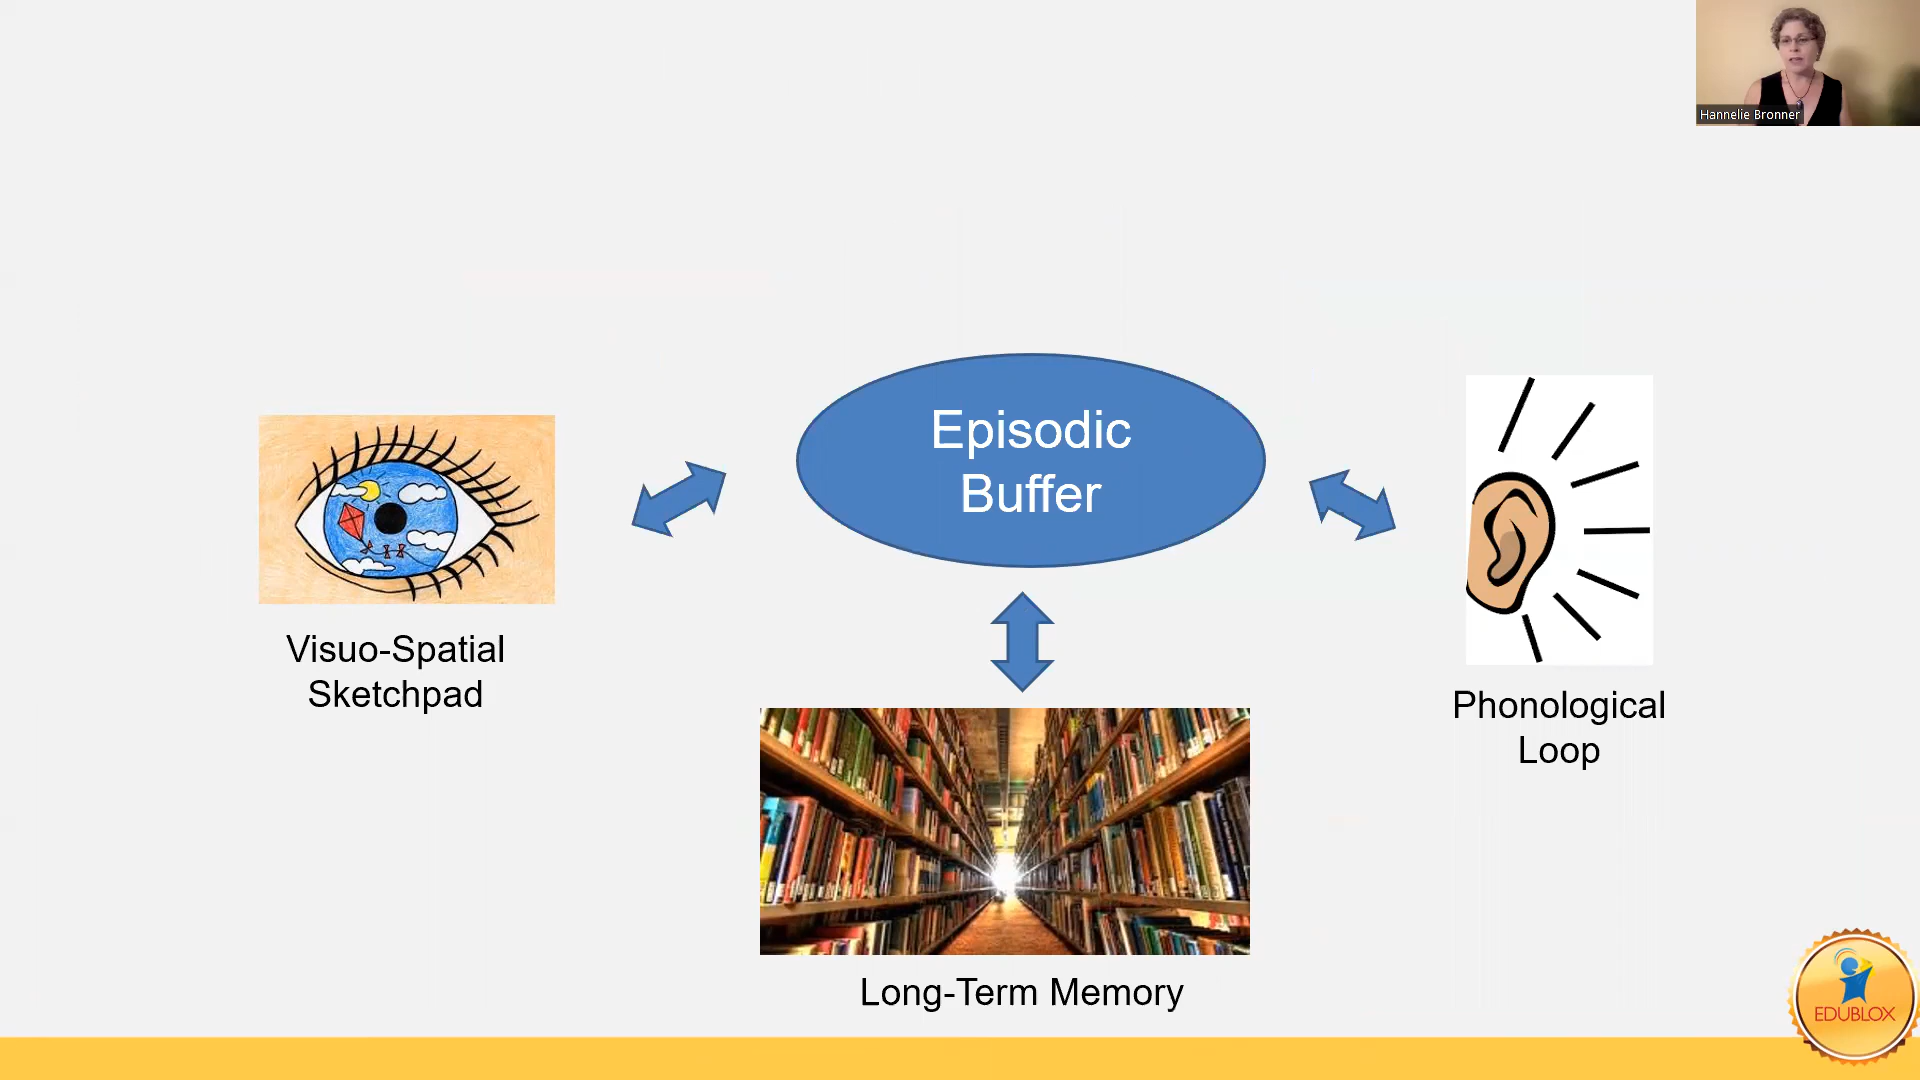 Hannelie Bronner
Episodic
Buffer
Visuo-Spatial
Sketchpad
Phonological
Loop
Long-Term Memory
EDUBLOX